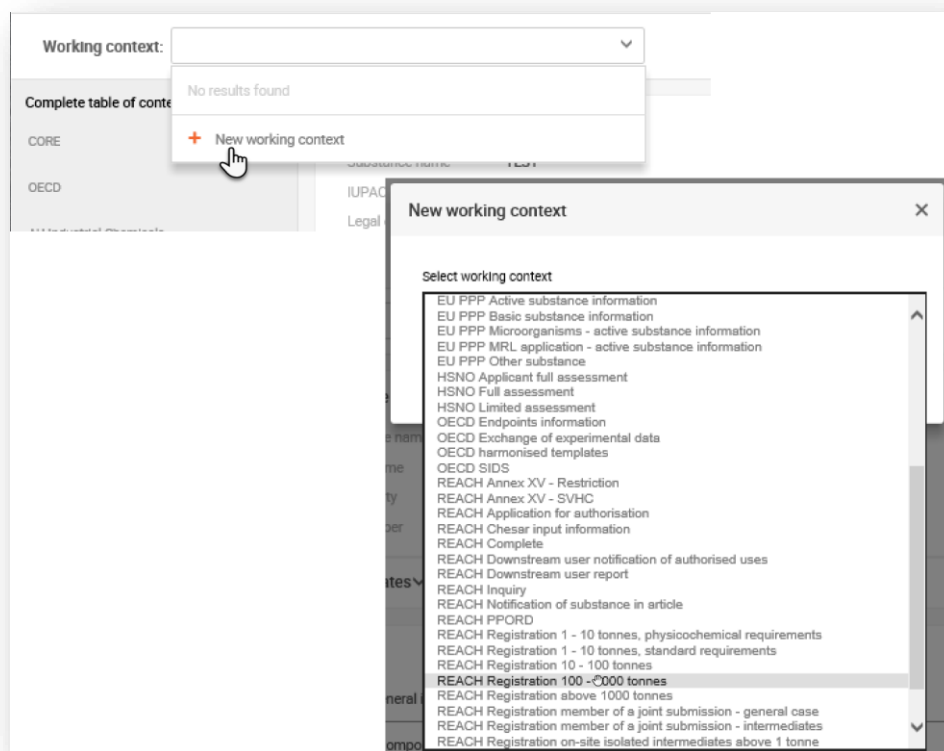 Working context:
No results found
Complete table of conte
+ New working context
CORE
Substance name TEST
OECD
IUPAC
Legal
New working context
Select working context
EU PPP Active substance information
EU PPP Basic substance information
EU PPP Microorganisms - active substance information
EU PPP MRL application - active substance information
EU PPP Other substance
HSNO Applicant full assessment
HSNO Full assessment
HSNO Limited assessment
OECD Endpoints information
e nam
OECD Exchange of experimental data
OECD harmonised templates
me
OECD SIDS
REACH Annex XV - Restriction
ty
REACH Annex XV - SVHC
REACH Application for authorisation
ber
REACH Chesar input information
REACH Complete
REACH Downstream user notification of authorised uses
ates
REACH Downstream user report
REACH Inquiry
REACH Notification of substance in article
REACH PPORD
REACH Registration 1 - 10 tonnes, physicochemical requirements
REACH Registration 1 - 10 tonnes, standard requirements
REACH Registration 10 - 100 tonnes
REACH Registration 100 - 000 tonnes
neral i
REACH Registration above 1000 tonnes
REACH Registration member of a joint submission - general case
REACH Registration member of a joint submission - intermediates
ompo
REACH Registration on-site isolated intermediates above 1 tonne